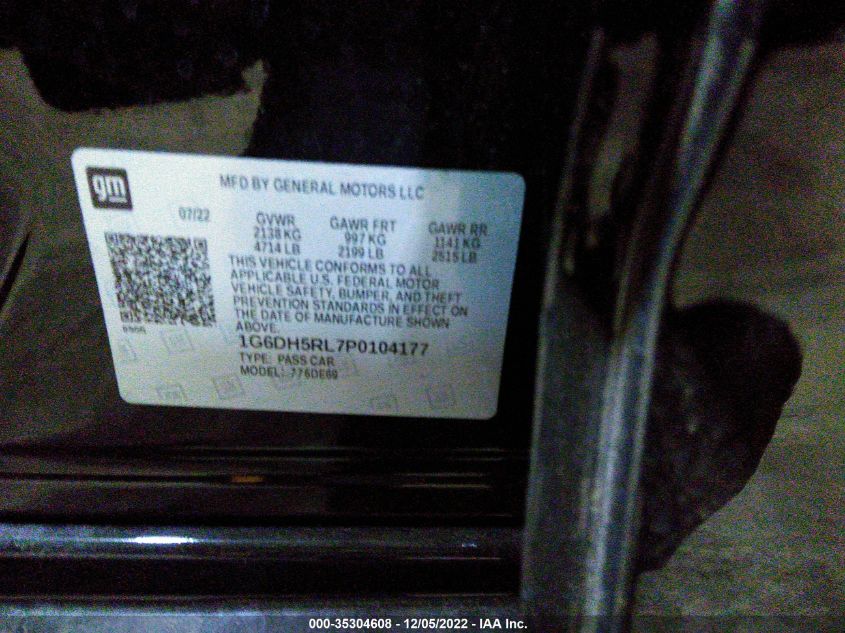 gm
MFD BY GENERAL MOTORS LLC
07/22
GVWR
2138 KG
4714 LB
GAWR FRT
997 KG
2199 LB
GAWR RR
1141 KG
2515 LB
THIS VEHICLE CONFORMS TO ALL
APPLICABLE U.S. FEDERAL MOTOR
VEHICLE SAFETY, BUMPER, AND THEFT
PREVENTION STANDARDS IN EFFECT ON
THE DATE OF MANUFACTURE SHOWN
ABOVE.
1G6DH5RL7P0104177
TYPE: PASS CAR
MODEL: 776DE69
000-35304608 - 12/05/2022 - IAA Inc.